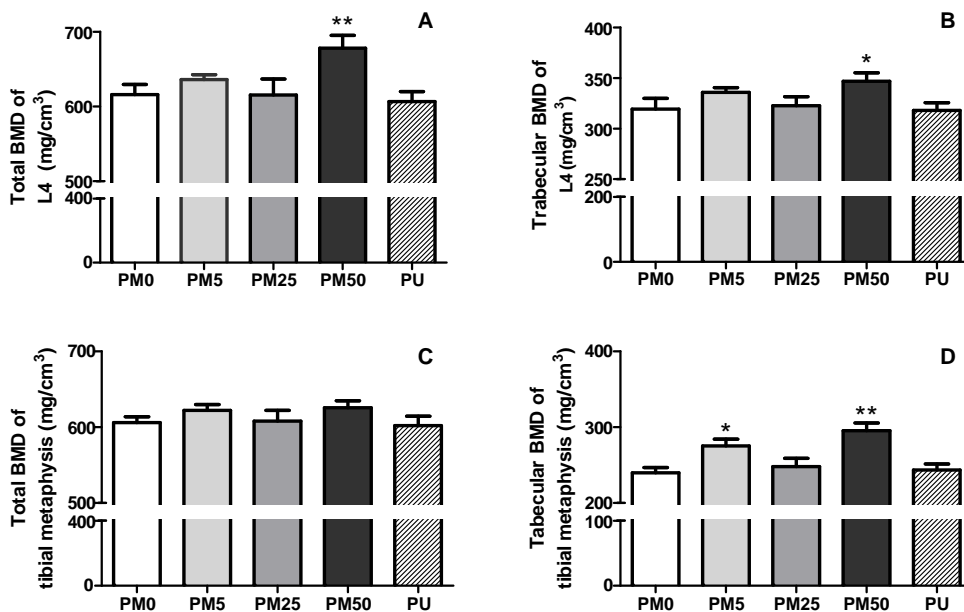 A
**
Total BMD of
L4 (mg/cm3)
700
600
500
400
0
PM0 PM5 PM25 PM50 PU
B
*
Trabecular BMD of
L4 (mg/cm3)
400
350
300
250
200
0
PM0 PM5 PM25 PM50 PU
C
Total BMD of
tibial metaphysis (mg/cm3)
700
600
500
400
0
PM0 PM5 PM25 PM50 PU
D
* **
Tabecular BMD of
tibial metaphysis (mg/cm3)
400
300
200
100
0
PM0 PM5 PM25 PM50 PU